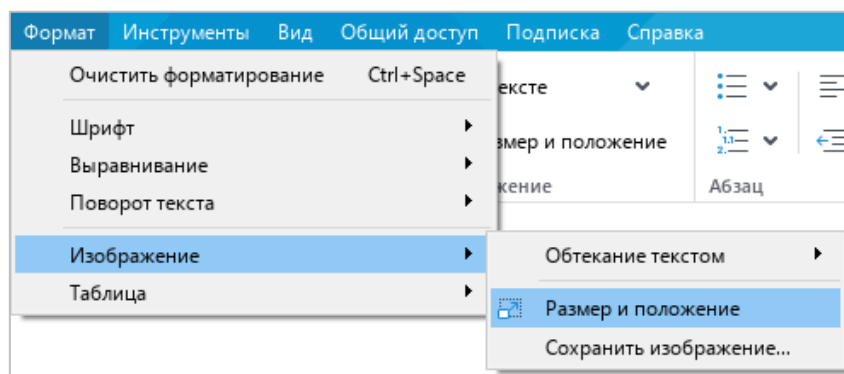 Формат Инструменты Вид Общий доступ Подписка Справка
Очистить форматирование Ctrl+Space
Шрифт
Выравнивание
Поворот текста
Изображение
Таблица
ексте
змер и положение
жение
Абзац
Обтекание текстом
Размер и положение
Сохранить изображение...